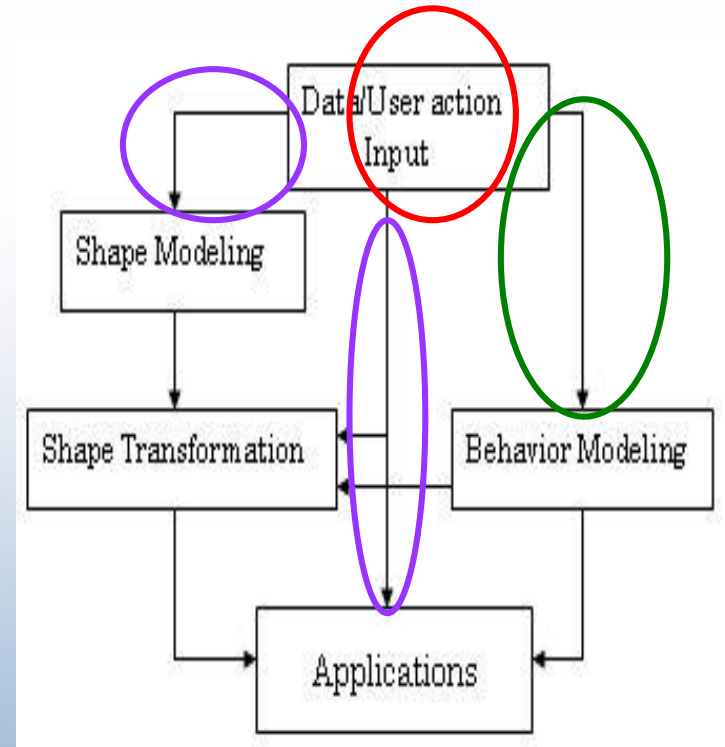 Data/User action
Input
Shape Modeling
Shape Transformation
Behavior Modeling
Applications